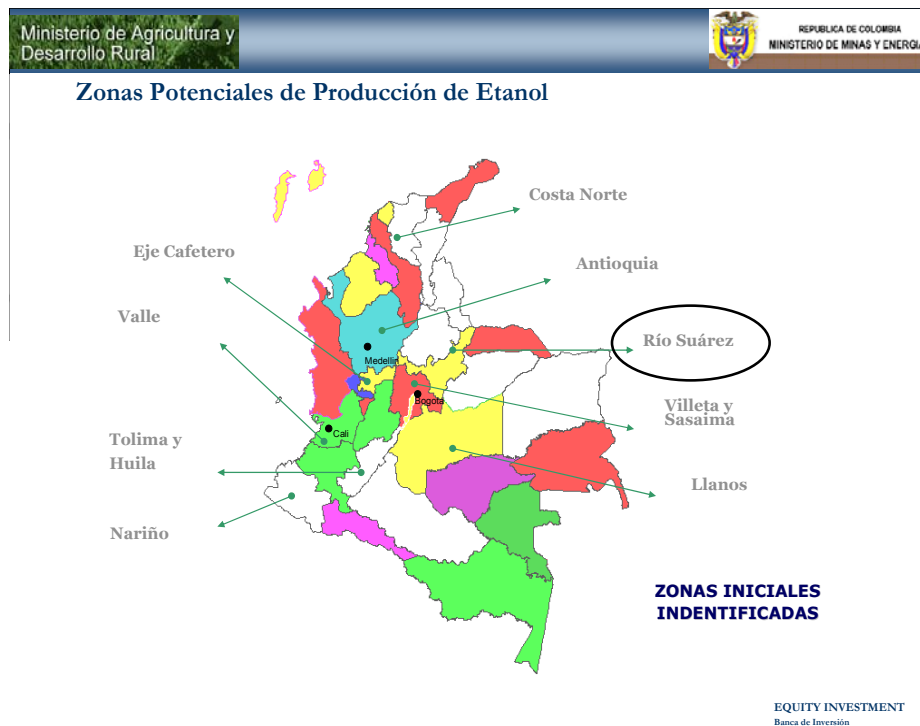 Ministerio de Agricultura y
Desarrollo Rural
REPUBLICA DE COLOMBIA
MINISTERIO DE MINAS Y ENERGIA
Zonas Potenciales de Producción de Etanol
Costa Norte
Eje Cafetero
Antioquia
Valle
Río Suárez
Medellin
Bogota
Villeta y
Sasaima
Cali
Tolima y
Huila
Llanos
Nariño
ZONAS INICIALES
INDENTIFICADAS
EQUITY INVESTMENT
Banca de Inversión